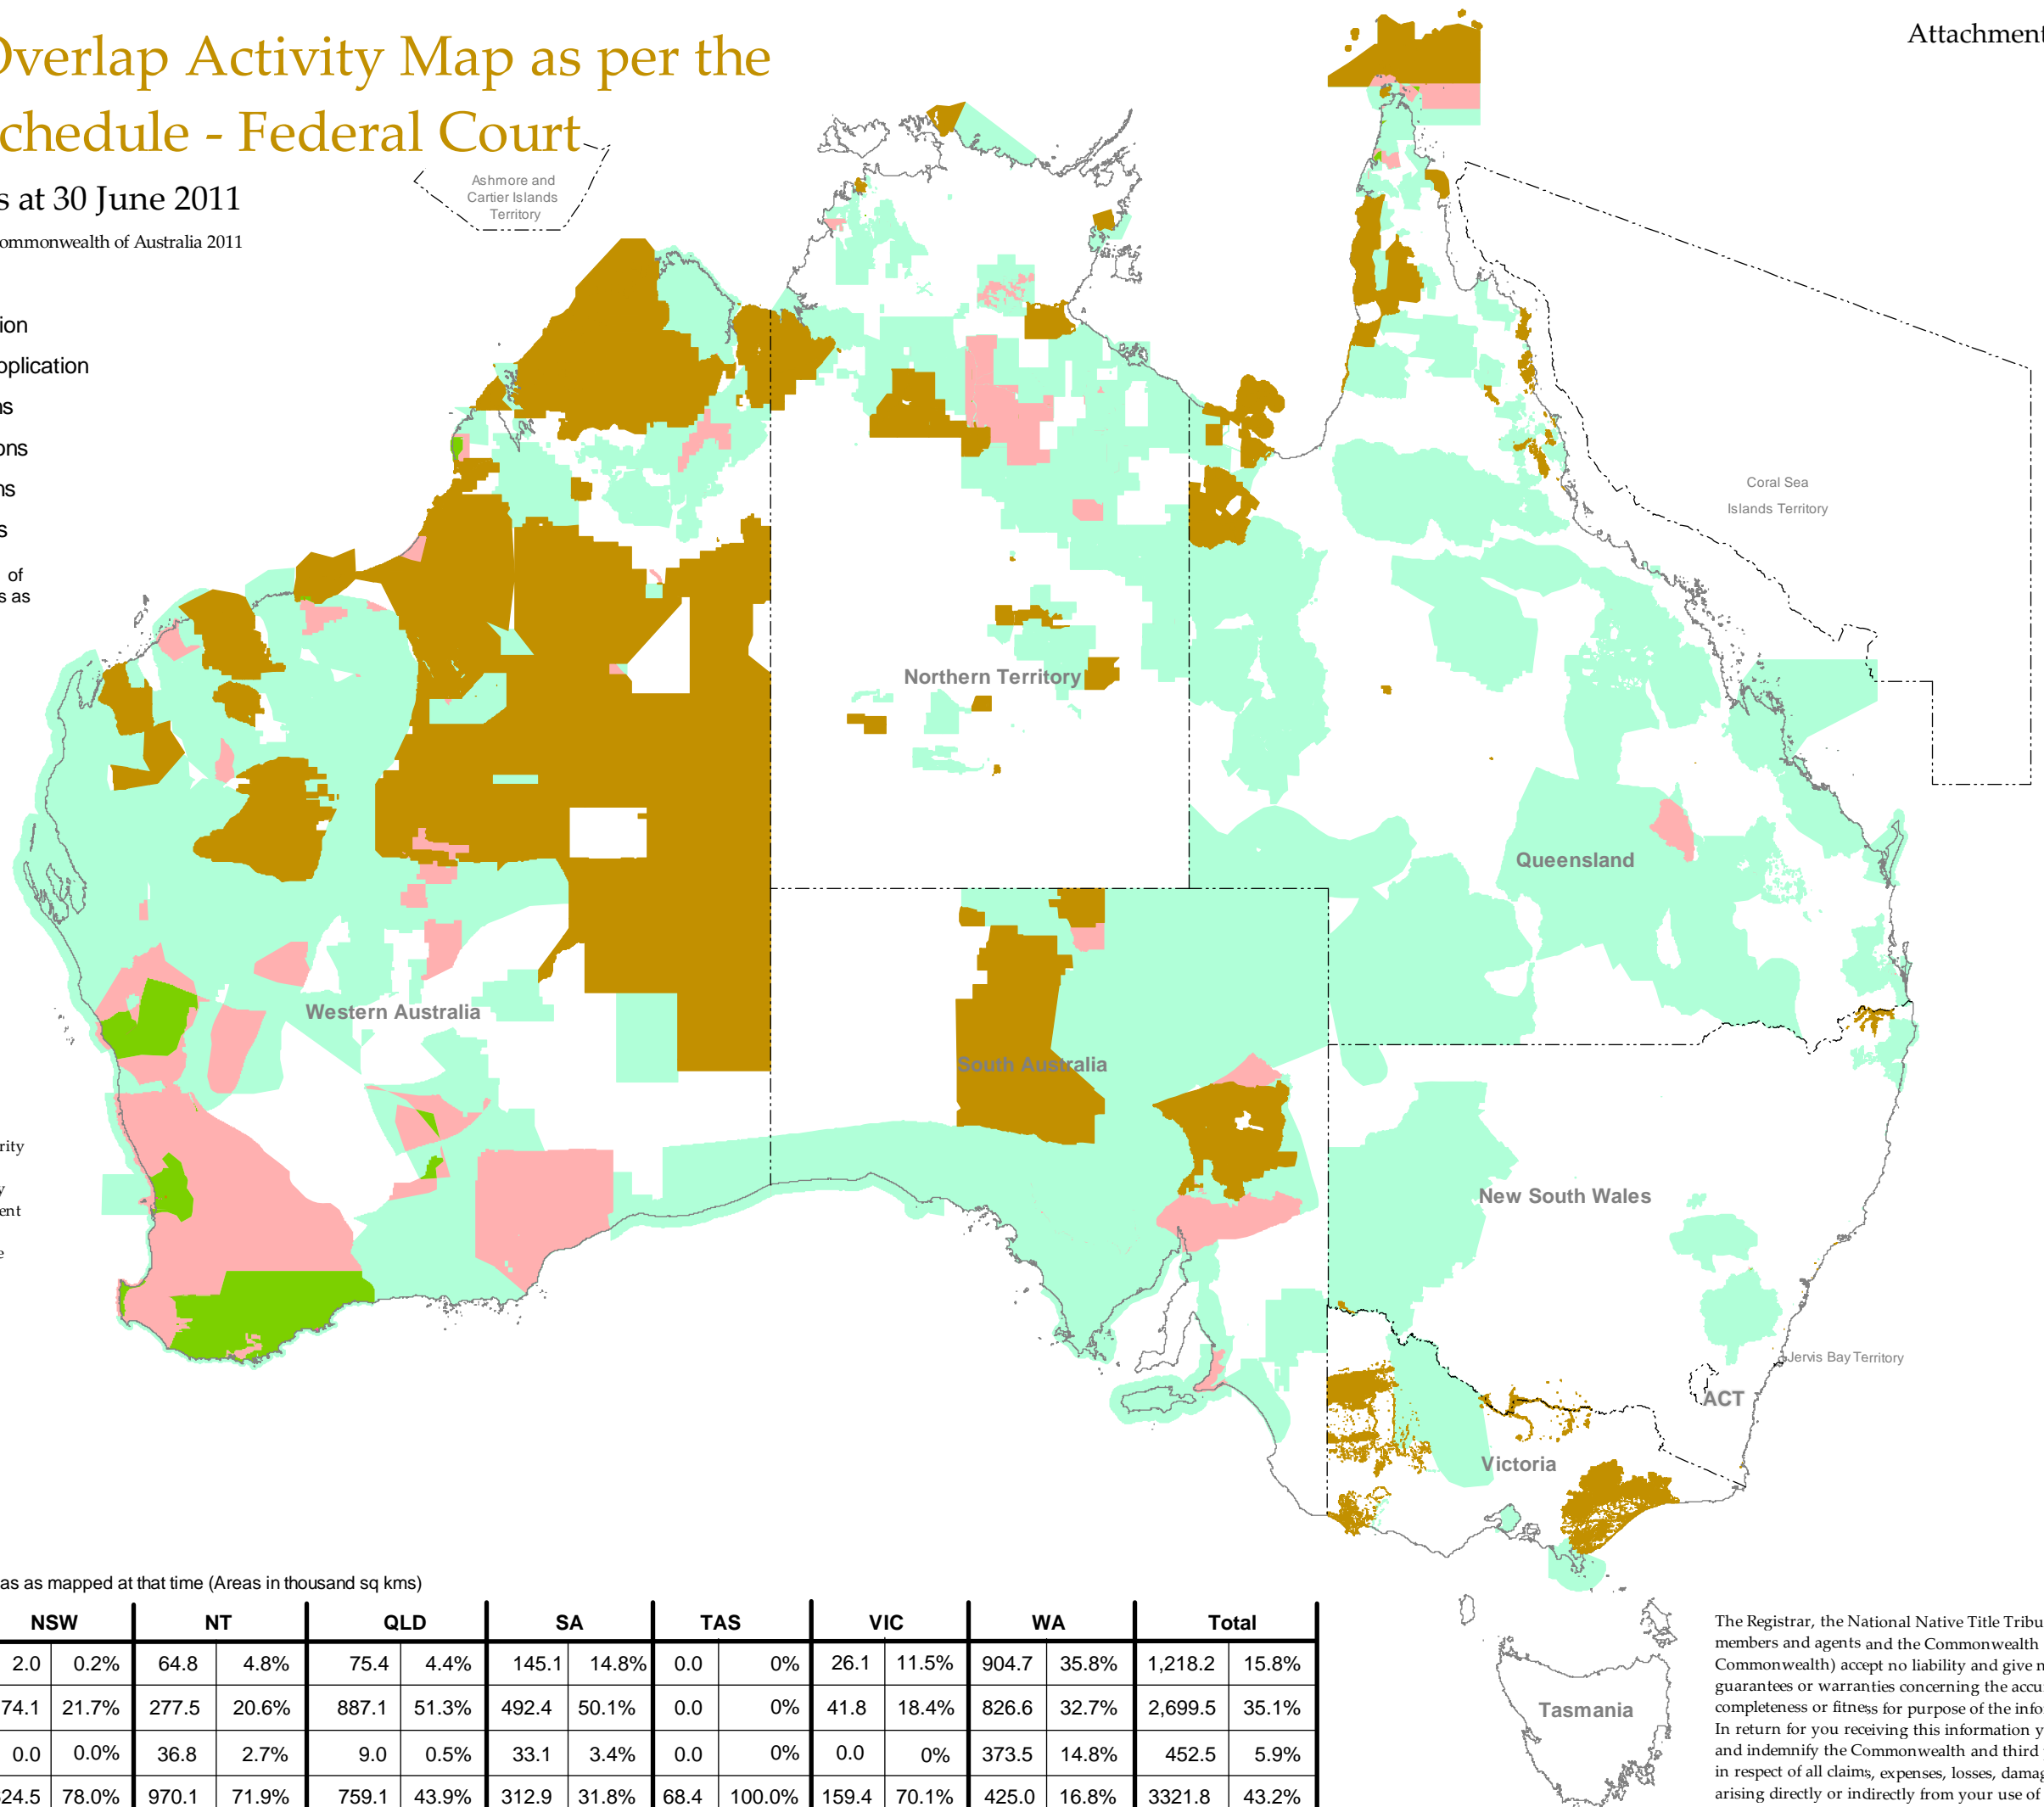 Overlap Activity Map as per the
chedule - Federal Court
s at 30 June 2011
ommonwealth of Australia 2011
Attachment
ion
pplication
ns
ons
ns
s
of
s as
Ashmore and
Cartier Islands
Territory
Coral Sea
Islands Territory
Northern Territory
Queensland
Western Australia
South Australia
New South Wales
Jervis Bay Territory
ACT
Victoria
Tasmania
rity
y
ent
e
as as mapped at that time (Areas in thousand sq kms)
NSW NT QLD SA TAS VIC WA Total
2.0 0.2% 64.8 4.8% 75.4 4.4% 145.1 14.8% 0.0 0% 26.1 11.5% 904.7 35.8% 1,218.2 15.8%
74.1 21.7% 277.5 20.6% 887.1 51.3% 492.4 50.1% 0.0 0% 41.8 18.4% 826.6 32.7% 2,699.5 35.1%
0.0 0.0% 36.8 2.7% 9.0 0.5% 33.1 3.4% 0.0 0% 0.0 0% 373.5 14.8% 452.5 5.9%
24.5 78.0% 970.1 71.9% 759.1 43.9% 312.9 31.8% 68.4 100.0% 159.4 70.1% 425.0 16.8% 3321.8 43.2%
The Registrar, the National Native Title Tribu
members and agents and the Commonwealth
Commonwealth) accept no liability and give n
guarantees or warranties concerning the accu
completeness or fitness for purpose of the info
In return for you receiving this information y
and indemnify the Commonwealth and third
in respect of all claims, expenses, losses, damag
arising directly or indirectly from your use of